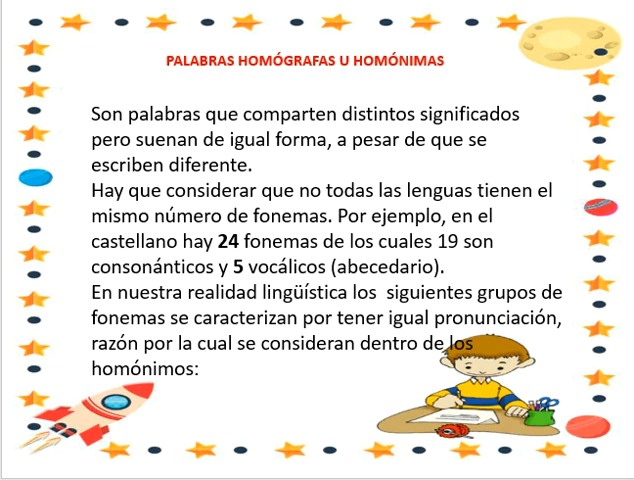 PALABRAS HOMÓGRAFAS U HOMÓNIMAS
Son palabras que comparten distintos significados
pero suenan de igual forma, a pesar de que se
escriben diferente.
Hay que considerar que no todas las lenguas tienen el
mismo número de fonemas. Por ejemplo, en el
castellano hay 24 fonemas de los cuales 19 son
consonánticos y 5 vocálicos (abecedario).
En nuestra realidad lingüística los siguientes grupos de
fonemas se caracterizan por tener igual pronunciación,
razón por la cual se consideran dentro de los
homónimos: